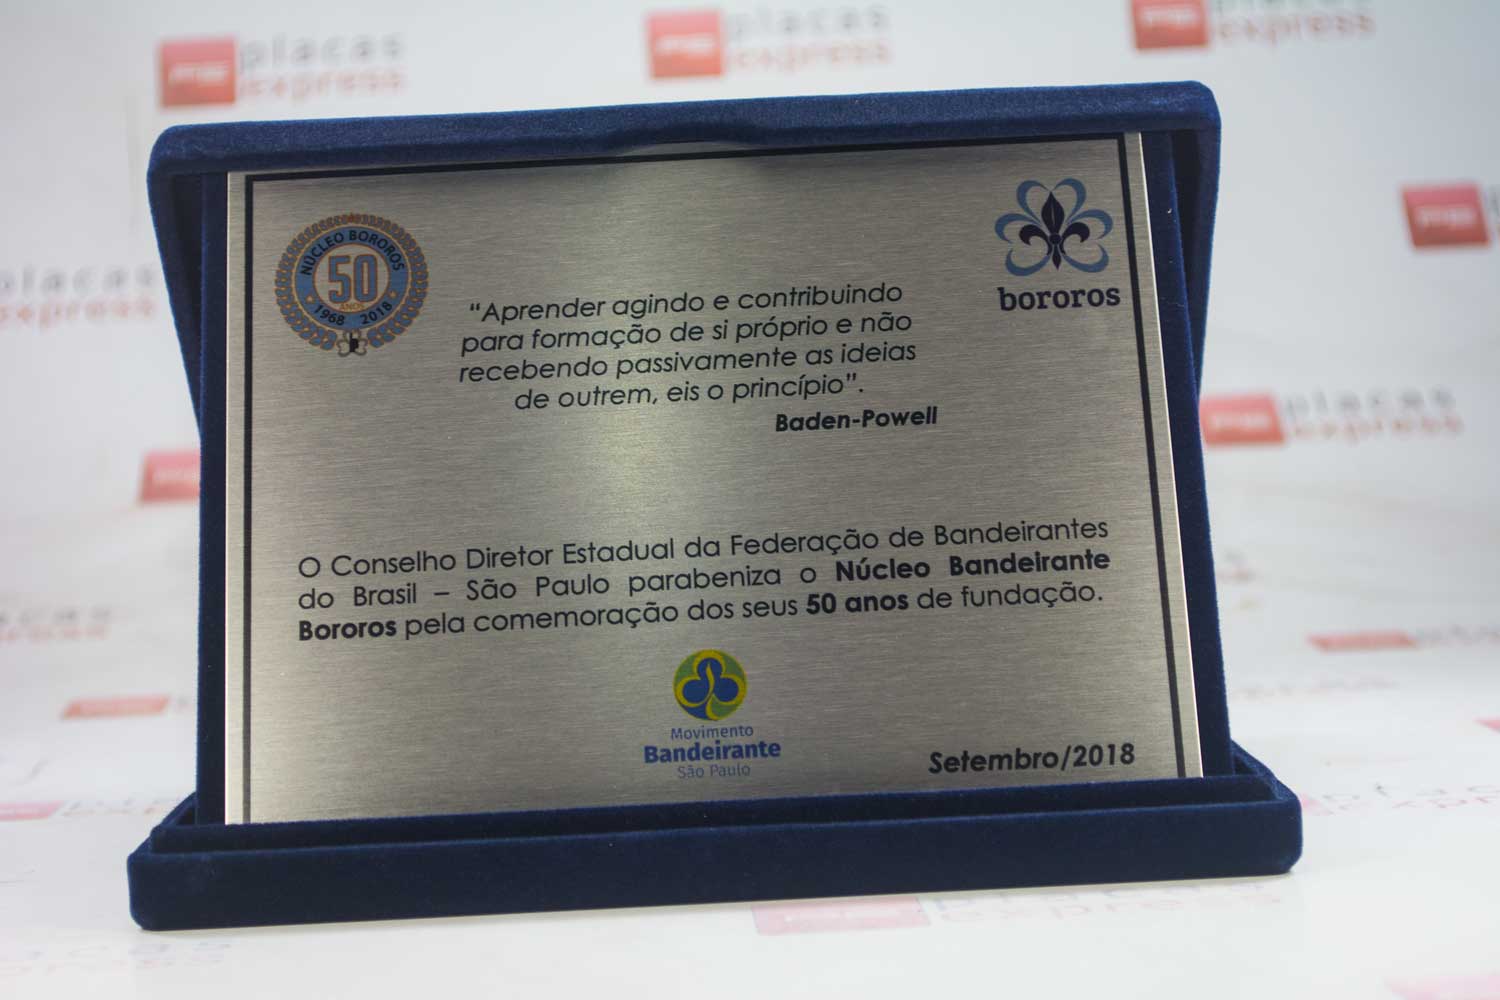 placas
express
placas
express
placas
express
NÚCLEO BOROROS
50
ANOS
1968 2018
bororos
“Aprender agindo e contribuindo
para formação de si próprio e não
recebendo passivamente as ideias
de outrem, eis o princípio”.
Baden-Powell
placas
express
O Conselho Diretor Estadual da Federação de Bandeirantes
do Brasil – São Paulo parabeniza o Núcleo Bandeirante
Bororos pela comemoração dos seus 50 anos de fundação.
Movimento
Bandeirante
São Paulo
Setembro/2018